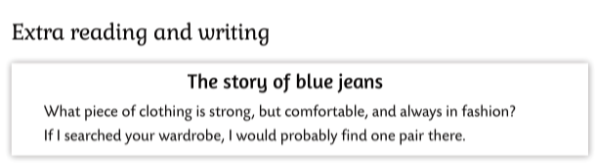 Extra reading and writing
The story of blue jeans
What piece of clothing is strong, but comfortable, and always in fashion?
If I searched your wardrobe, I would probably find one pair there.